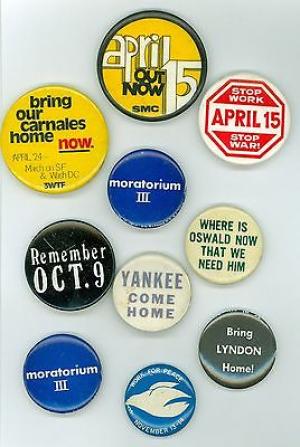 april
OUT
NOW
15
SMC
STOP
WORK
APRIL 15
STOP
WAR!
bring
our
carnales
home
now.
APRIL 24 -
March on SF
& Wash DC
3WTF
moratorium
III
WHERE IS
OSWALD NOW
THAT WE
NEED HIM
Remember
OCT. 9
YANKEE
COME
HOME
Bring
LYNDON
Home!
moratorium
III
WORK FOR PEACE
NOVEMBER 13-14